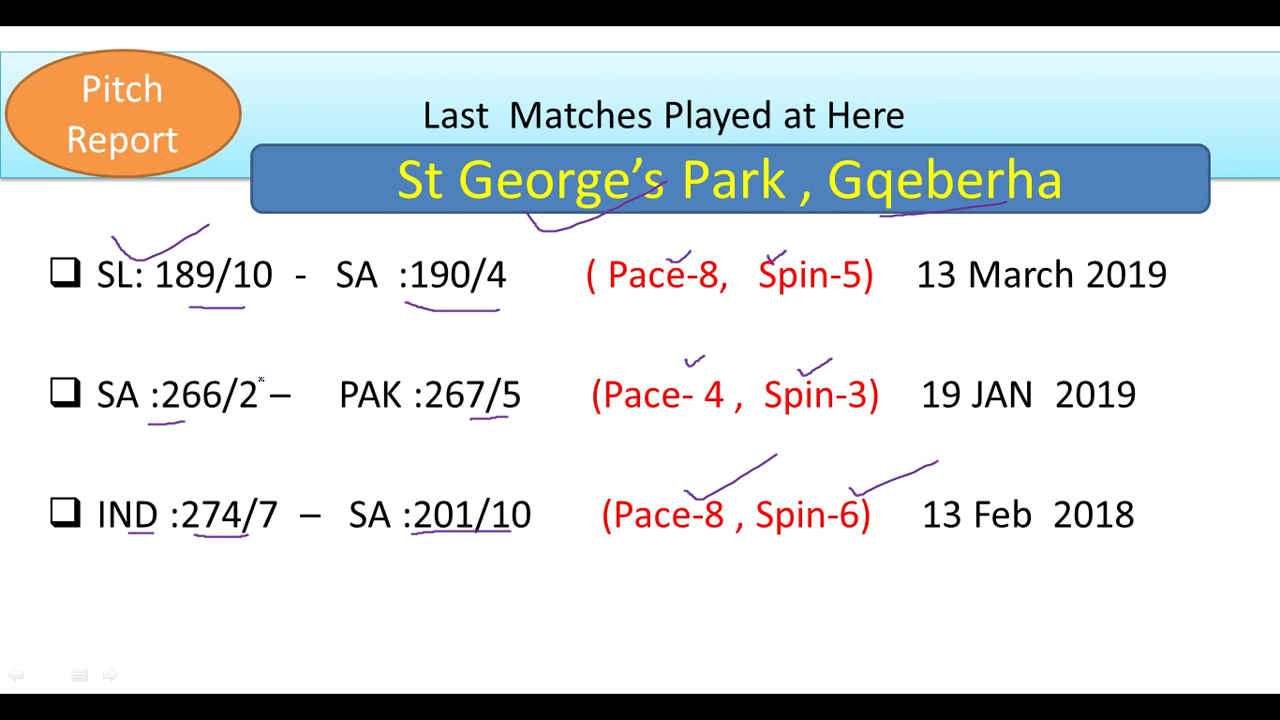 Pitch
Report
Last Matches Played at Here
St George's Park , Gqeberha
SL: 189/10 - SA :190/4 ( Pace-8, Spin-5) 13 March 2019
SA :266/2 – PAK :267/5 (Pace- 4 , Spin-3) 19 JAN 2019
IND :274/7 – SA :201/10 (Pace-8 , Spin-6) 13 Feb 2018